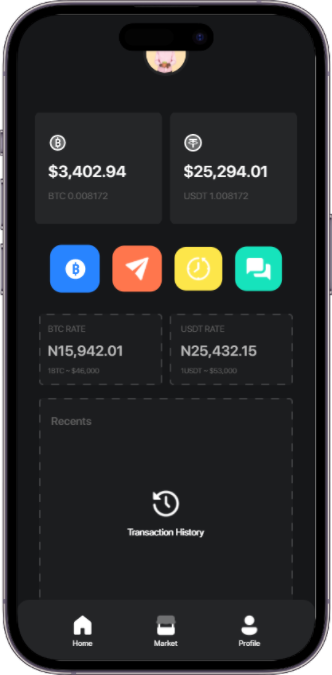 $3,402.94
$25,294.01
BTC 0.008172
USDT 1.008172
BTC RATE
USDT RATE
N15,942.01
N25,432.15
1BTC ~ $46,000
1USDT ~ $53,000
Recents
Transaction History
Home
Market
Profile